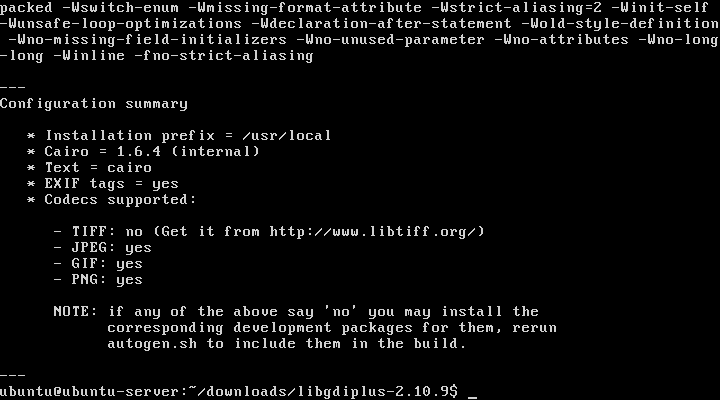 packed -Wswitch-enum -Wmissing-format-attribute -Wstrict-aliasing=2 -Winit-self
-Wunsafe-loop-optimizations -Wdeclaration-after-statement -Wold-style-definition
-Wno-missing-field-initializers -Wno-unused-parameter -Wno-attributes -Wno-long
-long -Winline -fno-strict-aliasing
---
Configuration summary
* Installation prefix = /usr/local
* Cairo = 1.6.4 (internal)
* Text = cairo
* EXIF tags = yes
* Codecs supported:
- TIFF: no (Get it from http://www.libtiff.org/)
- JPEG: yes
- GIF: yes
- PNG: yes
NOTE: if any of the above say 'no' you may install the
corresponding development packages for them, rerun
autogen.sh to include them in the build.
---
ubuntu@ubuntu-server:~/downloads/libgdiplus-2.10.9$ _